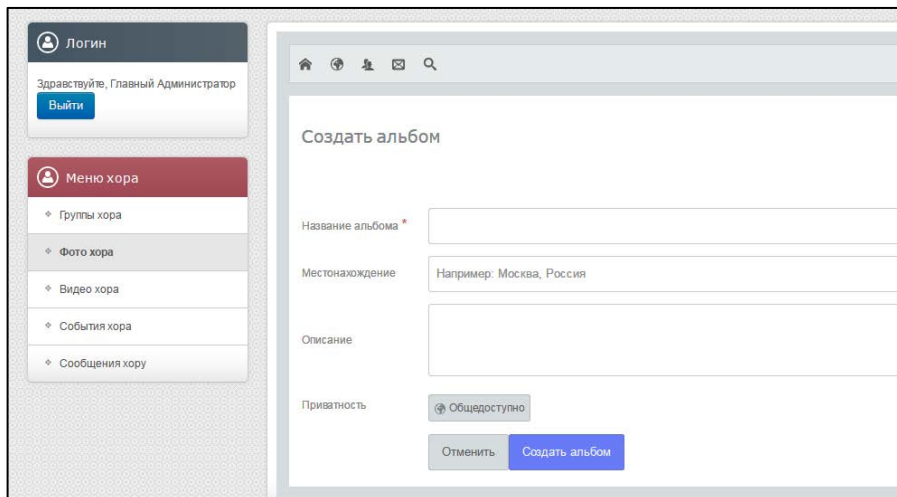 Логин
Здравствуйте, Главный Администратор
Выйти
Меню хора
Группы хора
Фото хора
Видео хора
События хора
Сообщения хору
Создать альбом
Название альбома *
Местонахождение
Например: Москва, Россия
Описание
Приватность
Общедоступно
Отменить Создать альбом